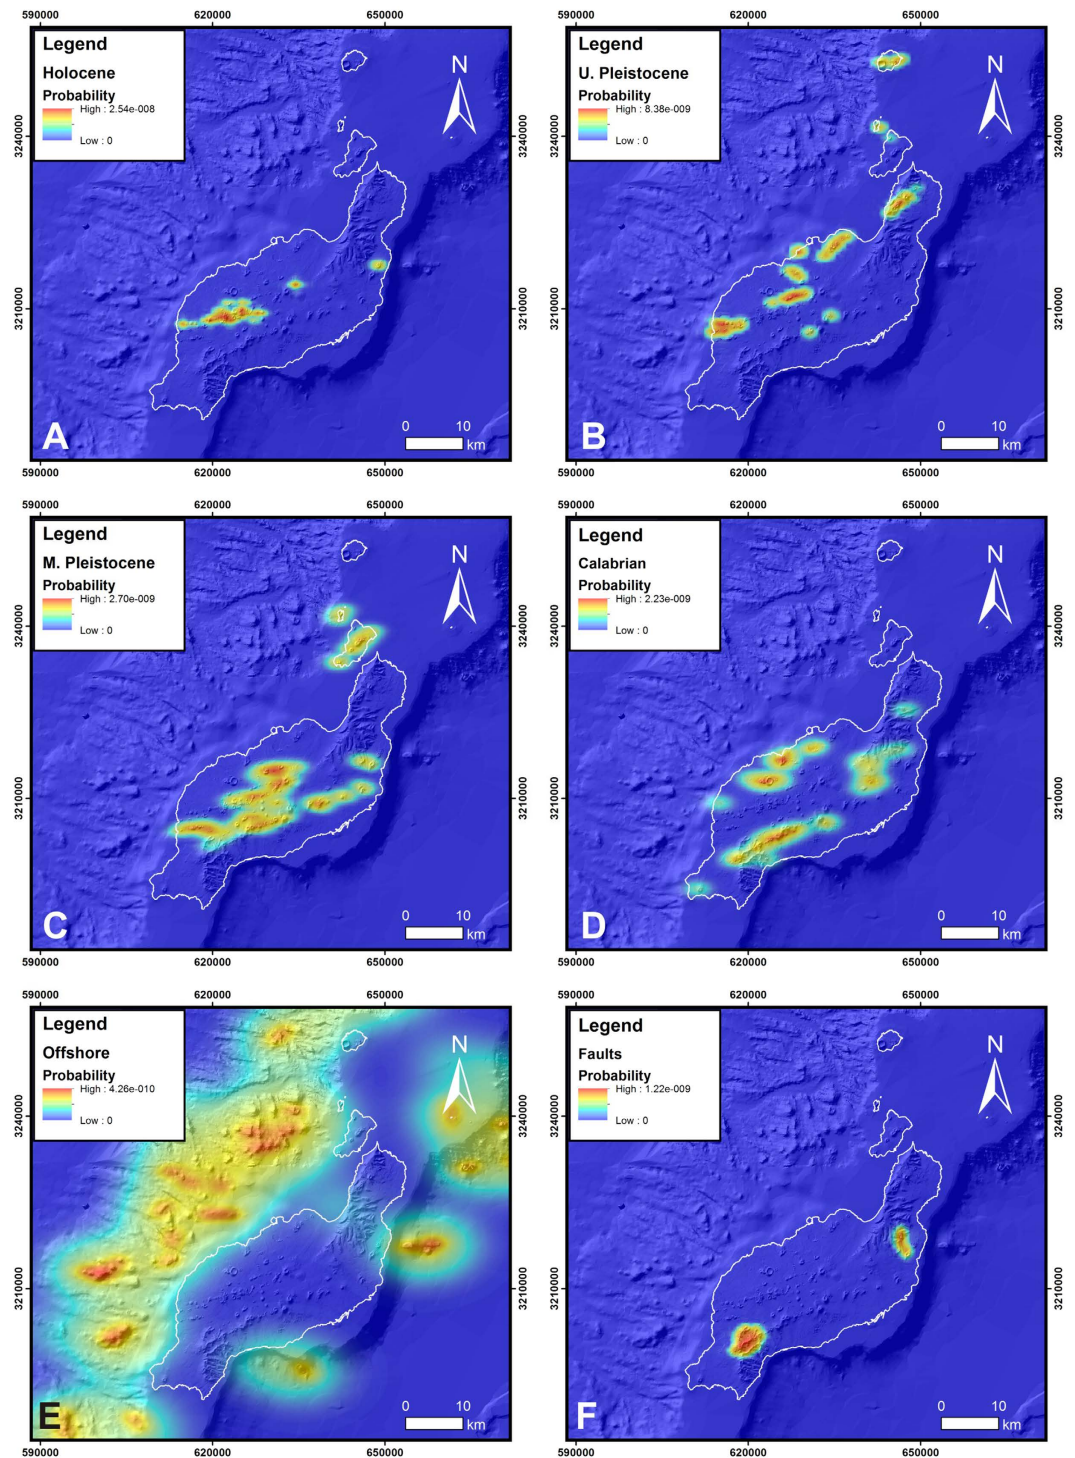 590000 620000 650000
Legend
Holocene
Probability
High : 2.54e-008
Low : 0
N
3240000 3240000
3210000 3210000
0 10
km
A
590000 620000 650000
590000 620000 650000
Legend
U. Pleistocene
Probability
High : 8.38e-009
Low : 0
N
3240000 3240000
3210000 3210000
0 10
km
B
590000 620000 650000
590000 620000 650000
Legend
M. Pleistocene
Probability
High : 2.70e-009
Low : 0
N
3240000 3240000
3210000 3210000
0 10
km
C
590000 620000 650000
590000 620000 650000
Legend
Calabrian
Probability
High : 2.23e-009
Low : 0
N
3240000 3240000
3210000 3210000
0 10
km
D
590000 620000 650000
590000 620000 650000
Legend
Offshore
Probability
High : 4.26e-010
Low : 0
N
3240000 3240000
3210000 3210000
0 10
km
E
590000 620000 650000
590000 620000 650000
Legend
Faults
Probability
High : 1.22e-009
Low : 0
N
3240000 3240000
3210000 3210000
0 10
km
F
590000 620000 650000